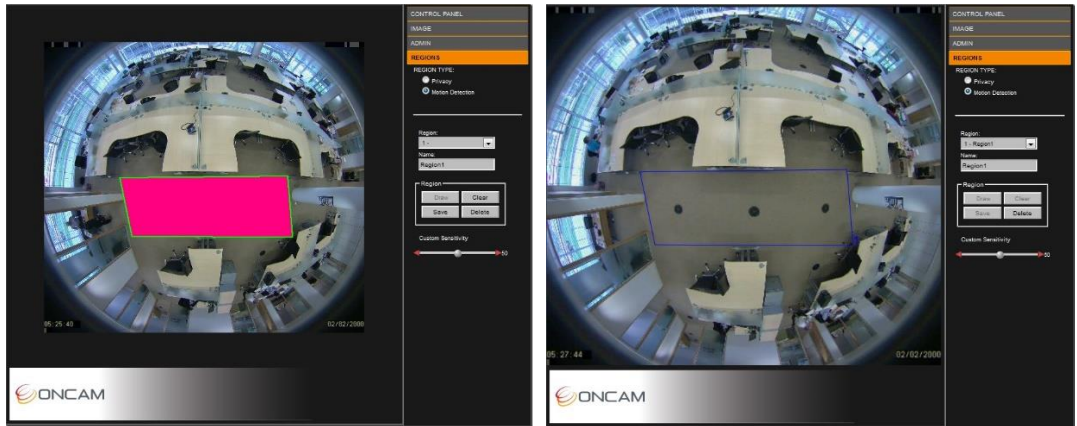 CONTROL PANEL
IMAGE
ADMIN
REGIONS
REGION TYPE:
Privacy
Motion Detection
Region:
1 -
Name:
Region1
Region
Draw Clear
Save Delete
Custom Sensitivity
50
05:25:40 02/02/2000
ONCAM
CONTROL PANEL
IMAGE
ADMIN
REGIONS
REGION TYPE:
Privacy
Motion Detection
Region:
1 - Region1
Name:
Region1
Region
Draw Clear
Save Delete
Custom Sensitivity
50
05:27:44 02/02/2000
ONCAM